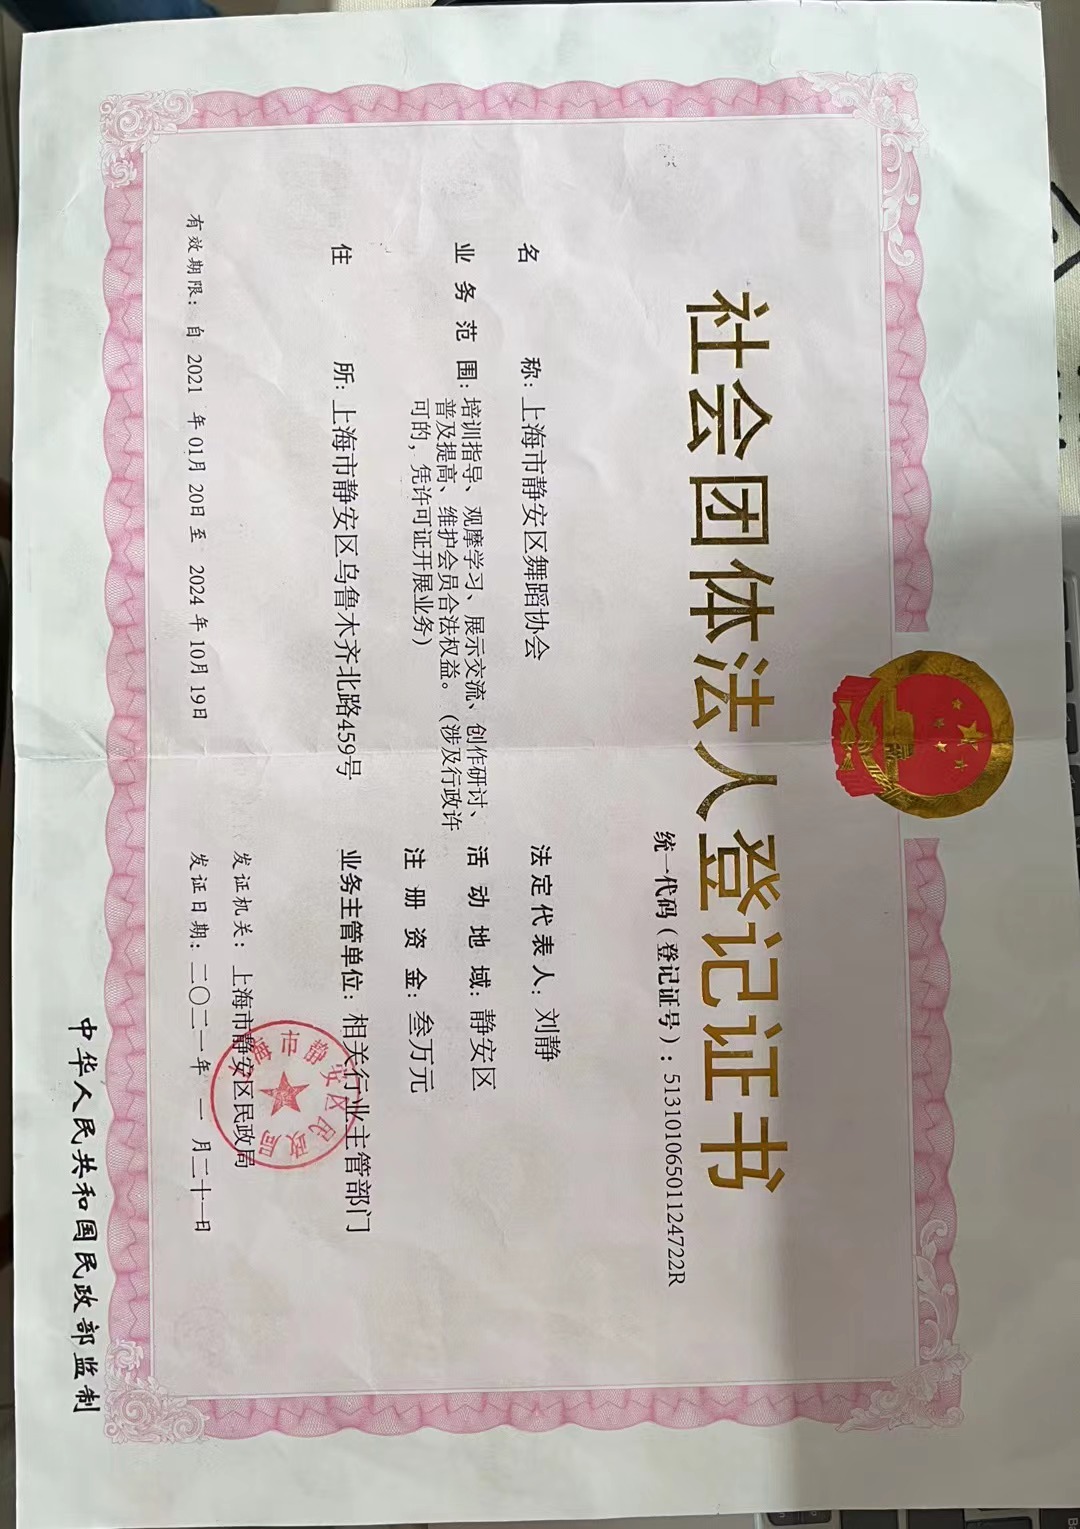 社会团体法人登记证书
统一代码（登记证号）：51310106501124722R
名称：上海市静安区舞蹈协会
业务范围：培训指导、观摩学习、展示交流、创作研讨、
普及提高、维护会员合法权益。（涉及行政许
可的，凭许可证开展业务）
住所：上海市静安区乌鲁木齐北路459号
法定代表人：刘静
活动地域：静安区
注册资金：叁万元
业务主管单位：相关行业主管部门
发证机关：上海市静安区民政局
有效期限：自 2021 年 01月 20日至 2024 年 10月 19日
发证日期：二〇二一年 一 月二十一日
上海市静安区民政局
中华人民共和国民政部监制